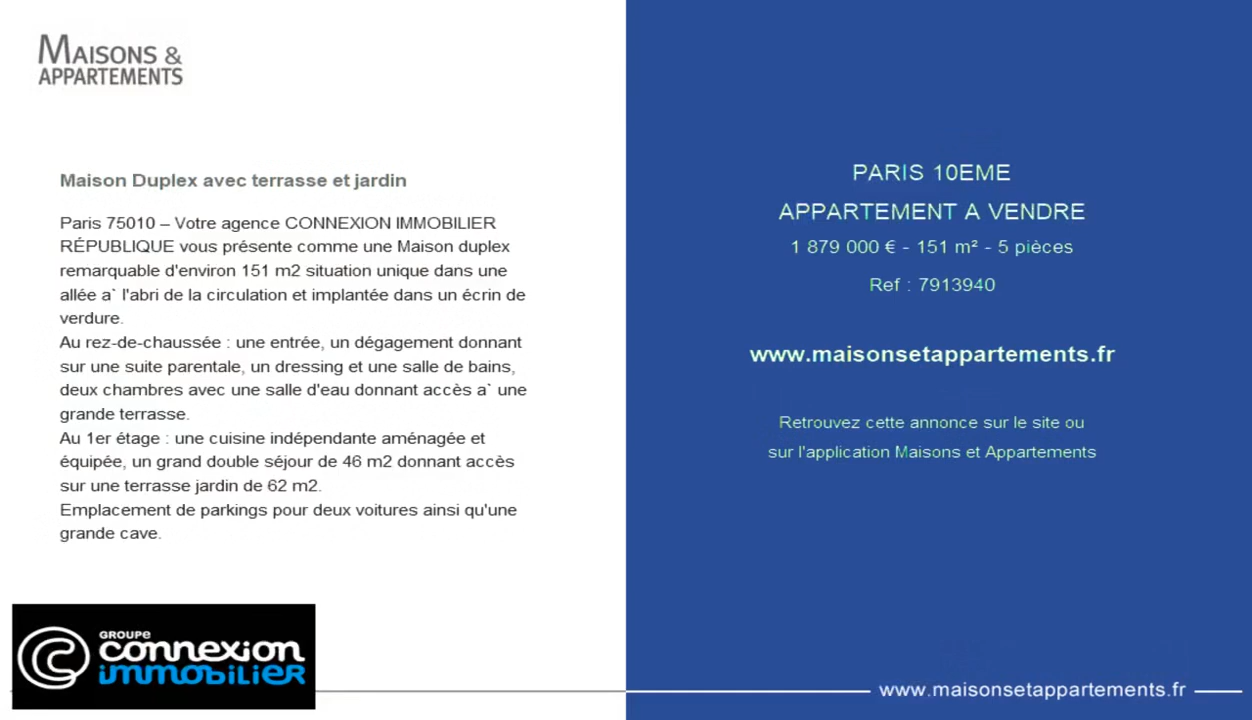 MAISONS &
APPARTEMENTS
Maison Duplex avec terrasse et jardin
Paris 75010 – Votre agence CONNEXION IMMOBILIER
RÉPUBLIQUE vous présente comme une Maison duplex
remarquable d'environ 151 m2 situation unique dans une
allée a` l'abri de la circulation et implantée dans un écrin de
verdure.
Au rez-de-chaussée : une entrée, un dégagement donnant
sur une suite parentale, un dressing et une salle de bains,
deux chambres avec une salle d'eau donnant accès a` une
grande terrasse.
Au 1er étage : une cuisine indépendante aménagée et
équipée, un grand double séjour de 46 m2 donnant accès
sur une terrasse jardin de 62 m2.
Emplacement de parkings pour deux voitures ainsi qu'une
grande cave.
GROUPe
connexion
immobilier
PARIS 10EME
APPARTEMENT A VENDRE
1 879 000 € - 151 m² - 5 pièces
Ref : 7913940
www.maisonsetappartements.fr
Retrouvez cette annonce sur le site ou
sur l'application Maisons et Appartements
www.maisonsetappartements.fr